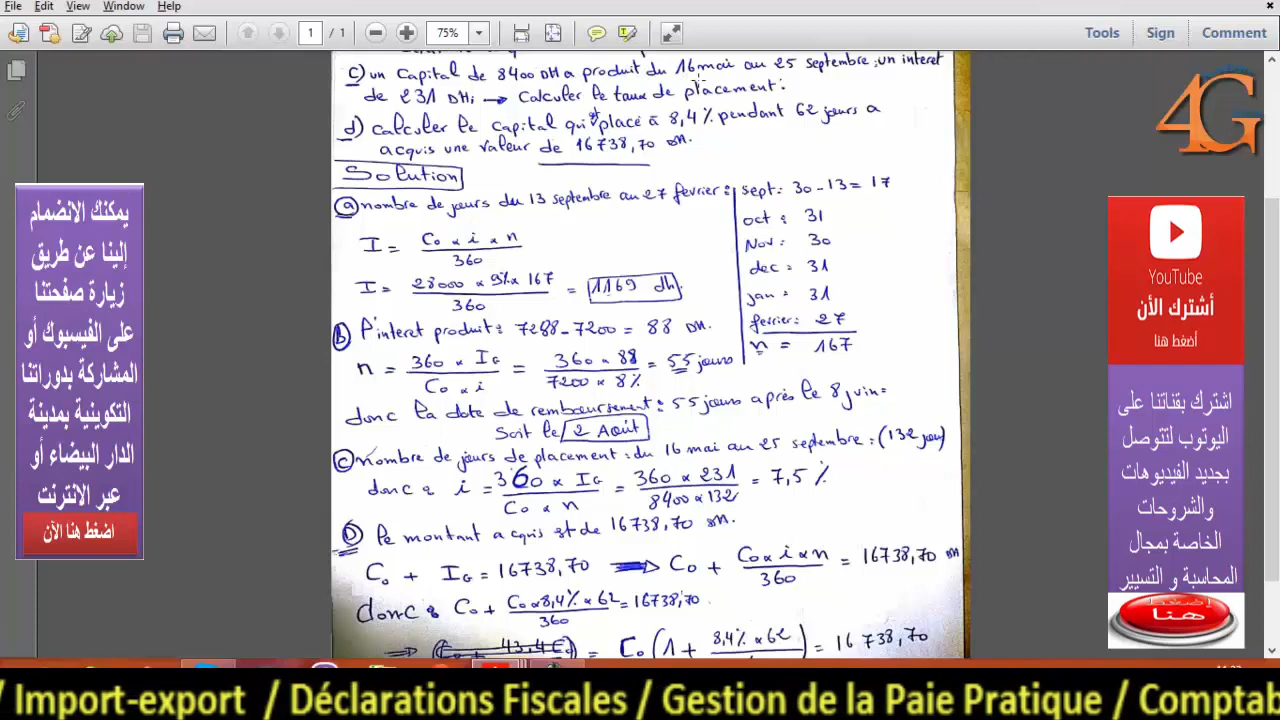 File Edit View Window Help
1 / 1 75% Tools Sign Comment
c) un Capital de 8400 DH a produit du 16 mai au 25 septembre, un interet
de 231 DH; → Calculer le taux de placement:
d) calculer le capital qui placé à 8,4 % pendant 62 jours a
acquis une valeur de 16738,70 DH.
Solution
a) nombre de jours du 13 septembre au 27 fevrier:
sept: 30 - 13 = 17
oct: 31
Nov: 30
dec: 31
jan: 31
fevrier: 27
n = 167
I = C0 x i x n / 360
I = 28000 x 9% x 167 / 360 = 1169 dh
b) l'interet produit: 7288 - 7200 = 88 DH.
n = 360 x IG / C0 x i = 360 x 88 / 7200 x 8% = 55 jours
donc la date de remboursement: 55 jours après le 8 juin=
Soit le 2 Août
c) nombre de jours de placement: du 16 mai au 25 septembre: (132 jour)
donc: i = 360 x IG / C0 x n = 360 x 231 / 8400 x 132 = 7,5 %
D) le montant acquis est de 16738,70 DH.
C0 + IG = 16738,70 ⇒ C0 + C0 x i x n / 360 = 16738,70 DH
donc: C0 + C0 x 8,4% x 62 / 360 = 16738,70
⇒ = C0 (1 + 8,4% x 62 / ) = 16738,70
يمكنك الانضمام
إلينا عن طريق
زيارة صفحتنا
على الفيسبوك أو
المشاركة بدوراتنا
التكوينية بمدينة
الدار البيضاء أو
عبر الانترنت
اضغط هنا الآن
4G
YouTube
أشترك الأن
اضغط هنا
اشترك بقناتنا على
اليوتوب لتتوصل
بجديد الفيديوهات
والشروحات
الخاصة بمجال
المحاسبة و التسيير
إضغط
هنا
/ Import-export / Déclarations Fiscales / Gestion de la Paie Pratique / Comptab